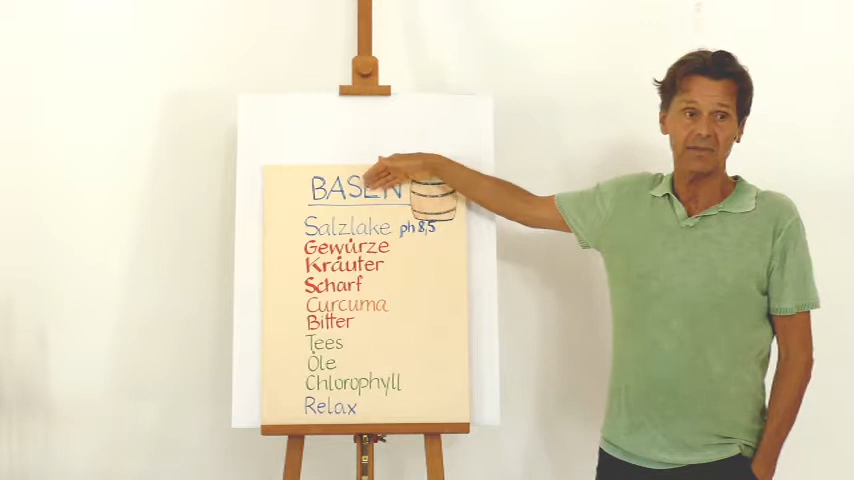 BASEN
Salzlake ph 8,5
Gewürze
Kräuter
Scharf
Curcuma
Bitter
Tees
Öle
Chlorophyll
Relax